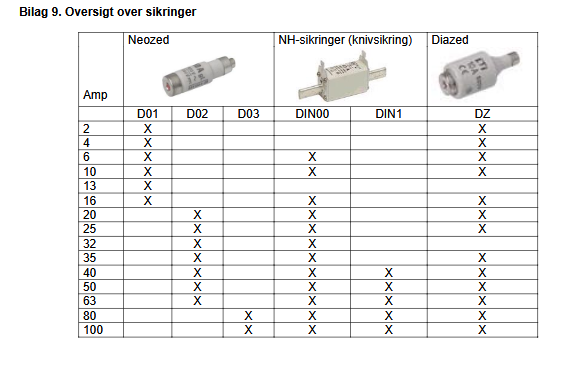 Bilag 9. Oversigt over sikringer
Neozed NH-sikringer (knivsikring) Diazed
Amp
D01 D02 D03 DIN00 DIN1 DZ
2 X X
4 X X
6 X X X
10 X X X
13 X
16 X X X
20 X X X
25 X X X
32 X X
35 X X X
40 X X X X
50 X X X X
63 X X X X
80 X X X X
100 X X X X